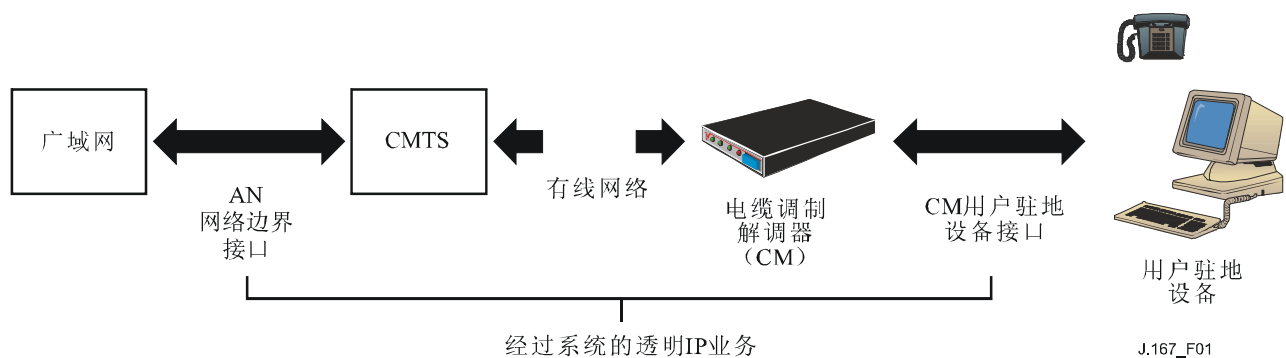 广域网
CMTS
AN
网络边界
接口
有线网络
电缆调制
解调器
（CM）
CM用户驻地
设备接口
用户驻地
设备
经过系统的透明IP业务
J.167_F01